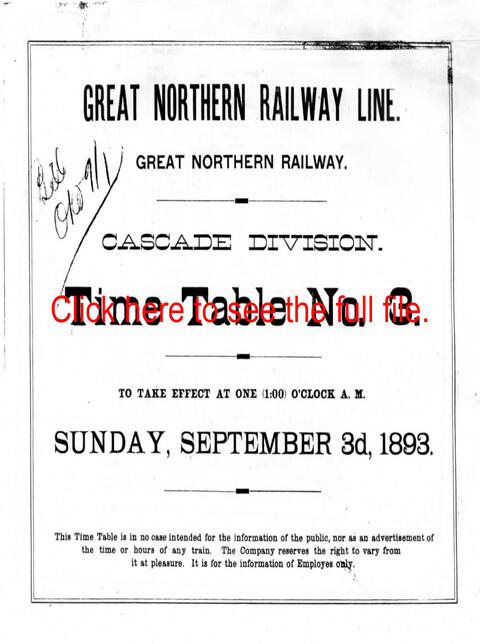 GREAT NORTHERN RAILWAY LINE.
GREAT NORTHERN RAILWAY.
CASCADE DIVISION.
Time Table No. 3.
Click here to see the full file.
TO TAKE EFFECT AT ONE (1:00) O'CLOCK A. M.
SUNDAY, SEPTEMBER 3d, 1893.
This Time Table is in no case intended for the information of the public, nor as an advertisement of
the time or hours of any train. The Company reserves the right to vary from
it at pleasure. It is for the information of Employes only.